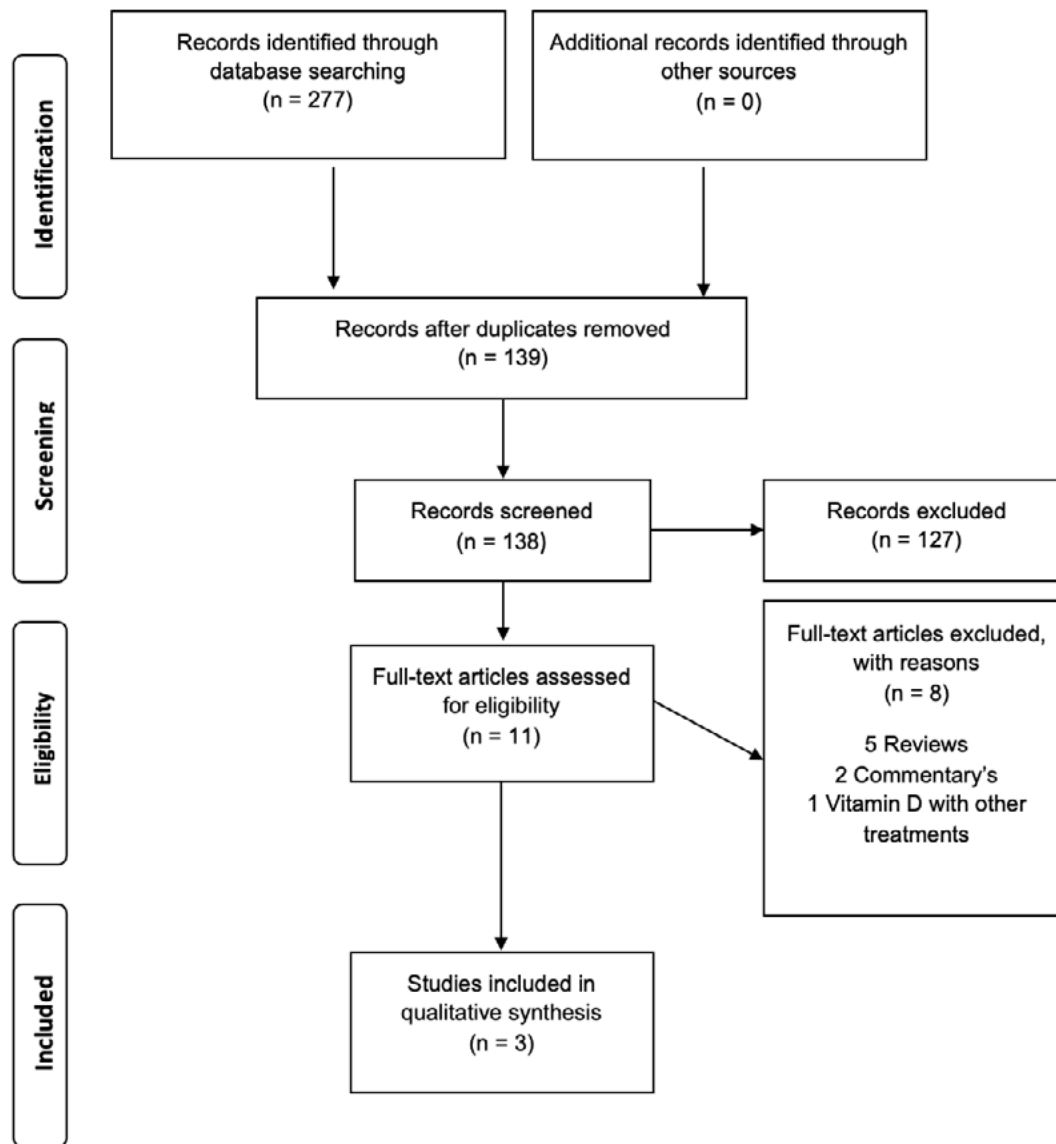 Identification
Records identified through
database searching
(n = 277)
Additional records identified through
other sources
(n = 0)
Records after duplicates removed
(n = 139)
Screening
Records screened
(n = 138)
Records excluded
(n = 127)
Eligibility
Full-text articles assessed
for eligibility
(n = 11)
Full-text articles excluded,
with reasons
(n = 8)
5 Reviews
2 Commentary's
1 Vitamin D with other
treatments
Included
Studies included in
qualitative synthesis
(n = 3)